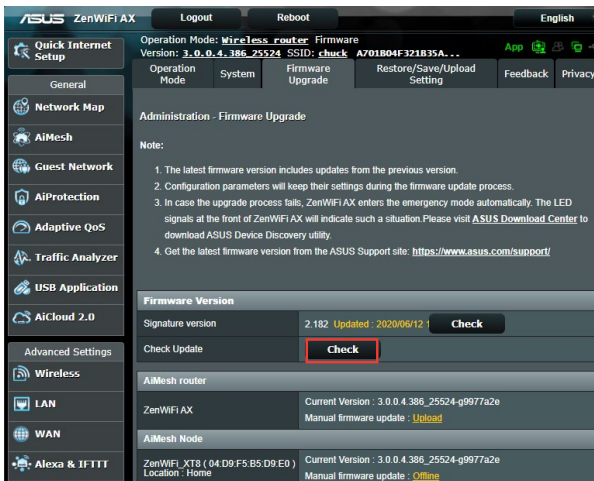 ASUS ZenWiFi AX Logout Reboot English
Quick Internet Setup
Operation Mode: Wireless router Firmware
Version: 3.0.0.4.386_25524 SSID: chuck A701B04F321B35A...
App
Operation Mode System Firmware Upgrade Restore/Save/Upload Setting Feedback Privacy
General
Network Map
AiMesh
Guest Network
AiProtection
Adaptive QoS
Traffic Analyzer
USB Application
AiCloud 2.0
Advanced Settings
Wireless
LAN
WAN
Alexa & IFTTT
Administration - Firmware Upgrade
Note:
1. The latest firmware version includes updates from the previous version.
2. Configuration parameters will keep their settings during the firmware update process.
3. In case the upgrade process fails, ZenWiFi AX enters the emergency mode automatically. The LED
signals at the front of ZenWiFi AX will indicate such a situation.Please visit ASUS Download Center to
download ASUS Device Discovery utility.
4. Get the latest firmware version from the ASUS Support site: https://www.asus.com/support/
Firmware Version
Signature version 2.182 Updated : 2020/06/12 1 Check
Check Update Check
AiMesh router
ZenWiFi AX
Current Version : 3.0.0.4.386_25524-g9977a2e
Manual firmware update : Upload
AiMesh Node
ZenWiFi_XT8 ( 04:D9:F5:B5:D9:E0 )
Location : Home
Current Version : 3.0.0.4.386_25524-g9977a2e
Manual firmware update : Offline